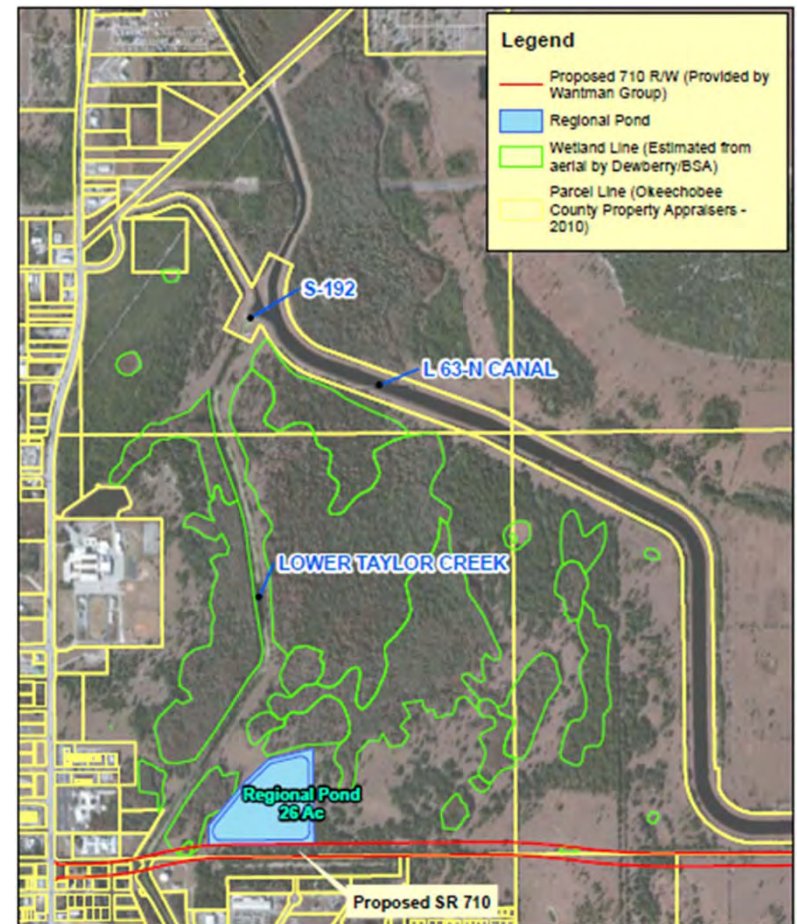 Legend
Proposed 710 R/W (Provided by
Wantman Group)
Regional Pond
Wetland Line (Estimated from
aerial by Dewberry/BSA)
Parcel Line (Okeechobee
County Property Appraisers -
2010)
S-192
L 63-N CANAL
LOWER TAYLOR CREEK
Regional Pond
26 Ac
Proposed SR 710